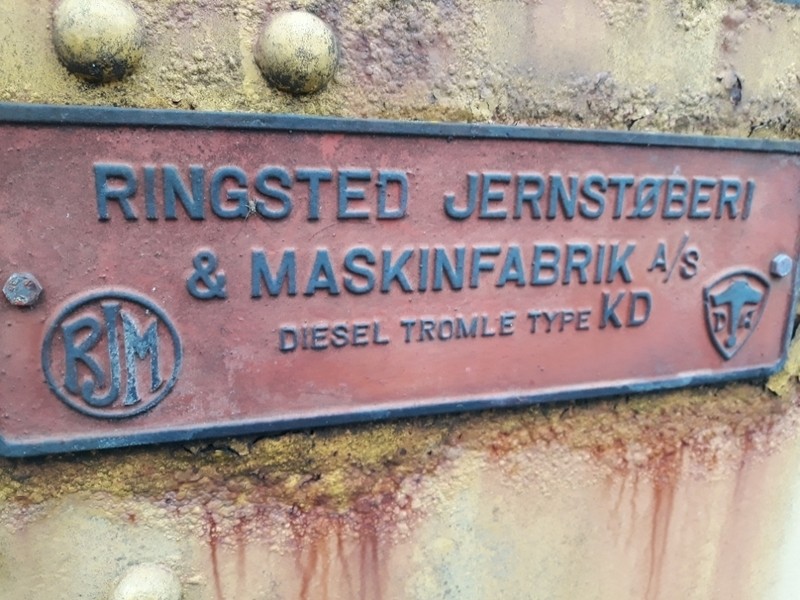 RINGSTED JERNSTØBERI
& MASKINFABRIK A/S
DIESEL TROMLE TYPE KD
RJM